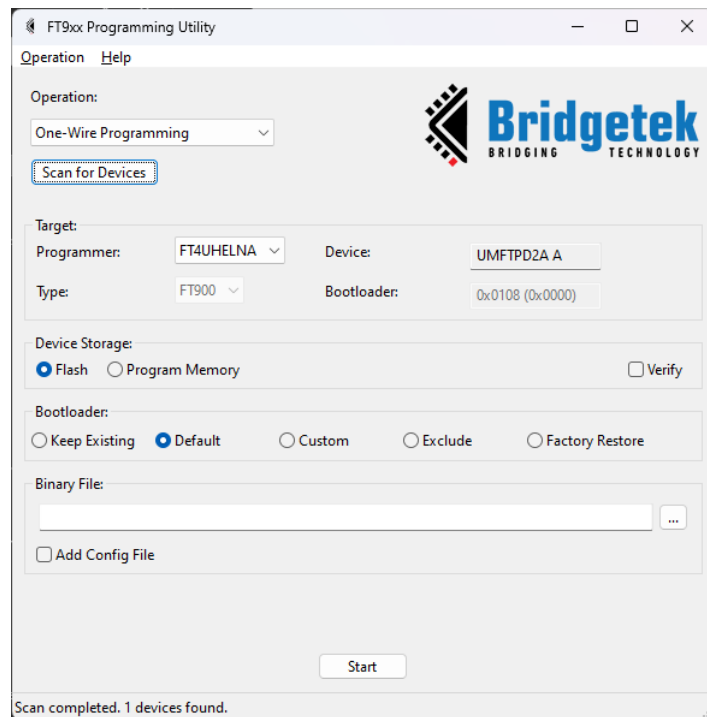 FT9xx Programming Utility
Operation Help
Operation:
One-Wire Programming
Bridgetek
BRIDGING TECHNOLOGY
Scan for Devices
Target:
Programmer: FT4UHELNA Device: UMFTPD2A A
Type: FT900 Bootloader: 0x0108 (0x0000)
Device Storage:
Flash Program Memory Verify
Bootloader:
Keep Existing Default Custom Exclude Factory Restore
Binary File:
...
Add Config File
Start
Scan completed. 1 devices found.